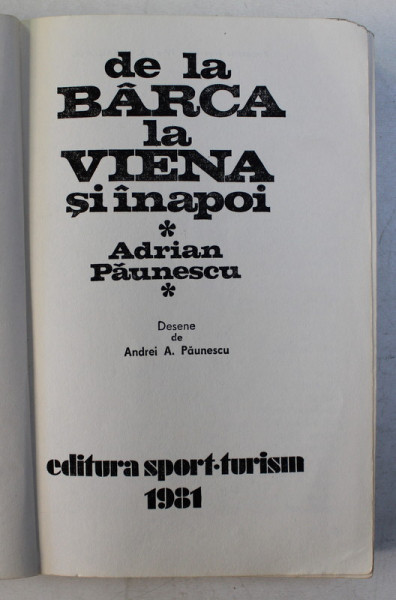 de la
BÂRCA
la
VIENA
și înapoi
*
Adrian
Păunescu
*
Desene
de
Andrei A. Păunescu
editura sport-turism
1981